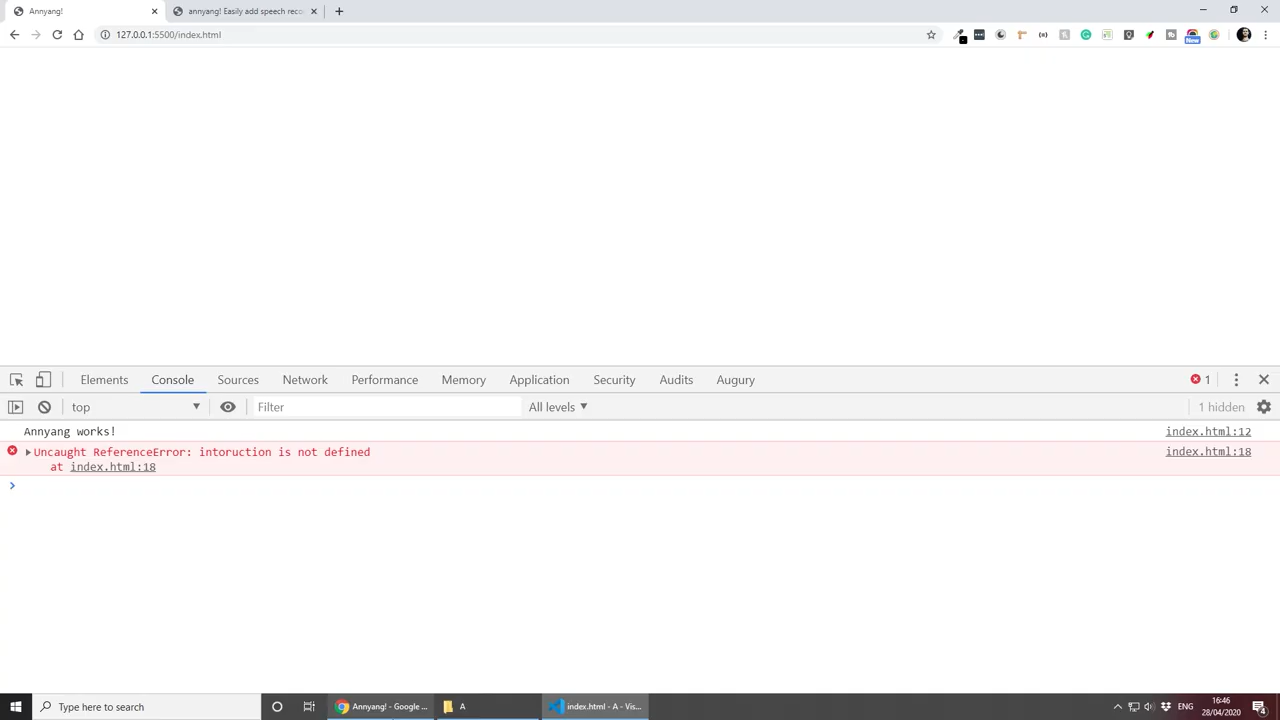 Annyang!
annyang! Easily add speech reco
127.0.0.1:5500/index.html
New
Elements
Console
Sources
Network
Performance
Memory
Application
Security
Audits
Augury
1
top
Filter
All levels
1 hidden
Annyang works!
index.html:12
Uncaught ReferenceError: intoruction is not defined
index.html:18
at index.html:18
Type here to search
Annyang! - Google ...
A
index.html - A - Vis...
ENG
16:46
28/04/2020
4